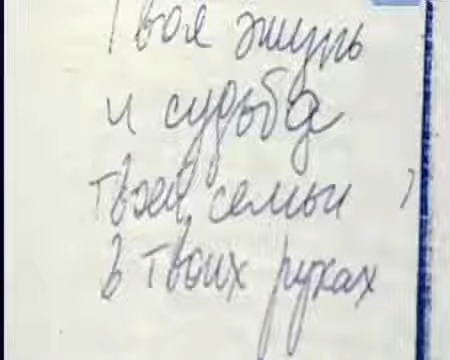 Твоя жизнь
и судьба
твоей семьи
в твоих руках